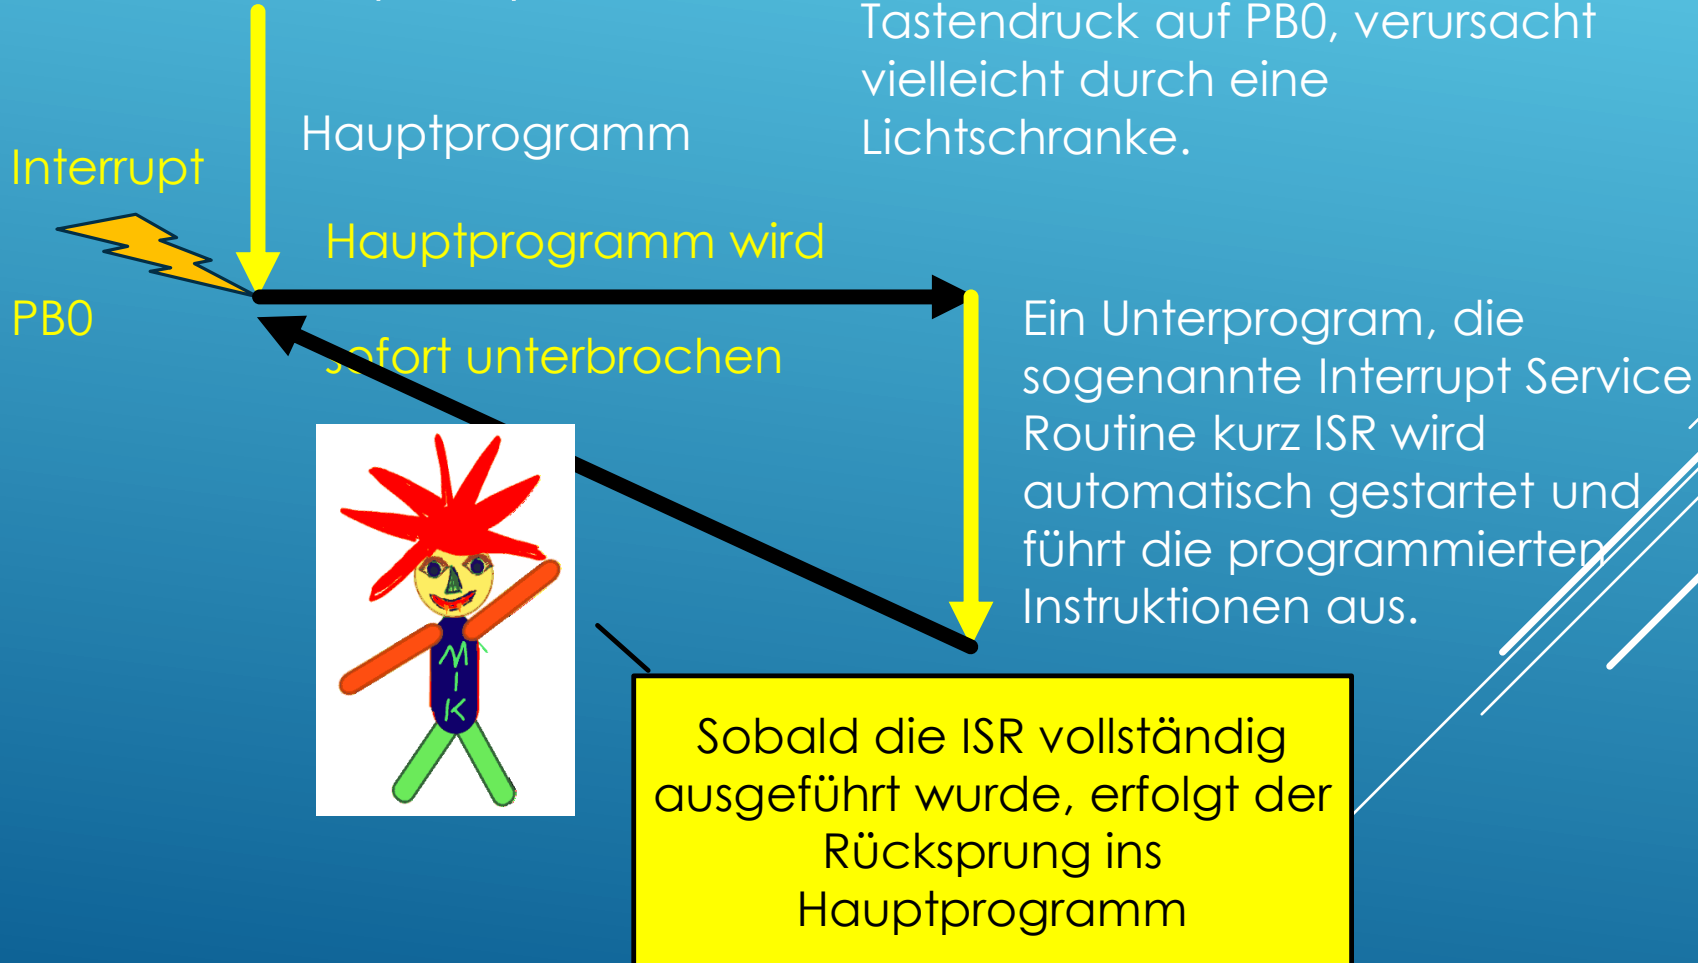 Tastendruck auf PB0, verursacht
vielleicht durch eine
Lichtschranke.
Hauptprogramm
Interrupt
PB0
Hauptprogramm wird
sofort unterbrochen
Ein Unterprogram, die
sogenannte Interrupt Service
Routine kurz ISR wird
automatisch gestartet und
führt die programmierten
Instruktionen aus.
M
I
K
Sobald die ISR vollständig
ausgeführt wurde, erfolgt der
Rücksprung ins
Hauptprogramm